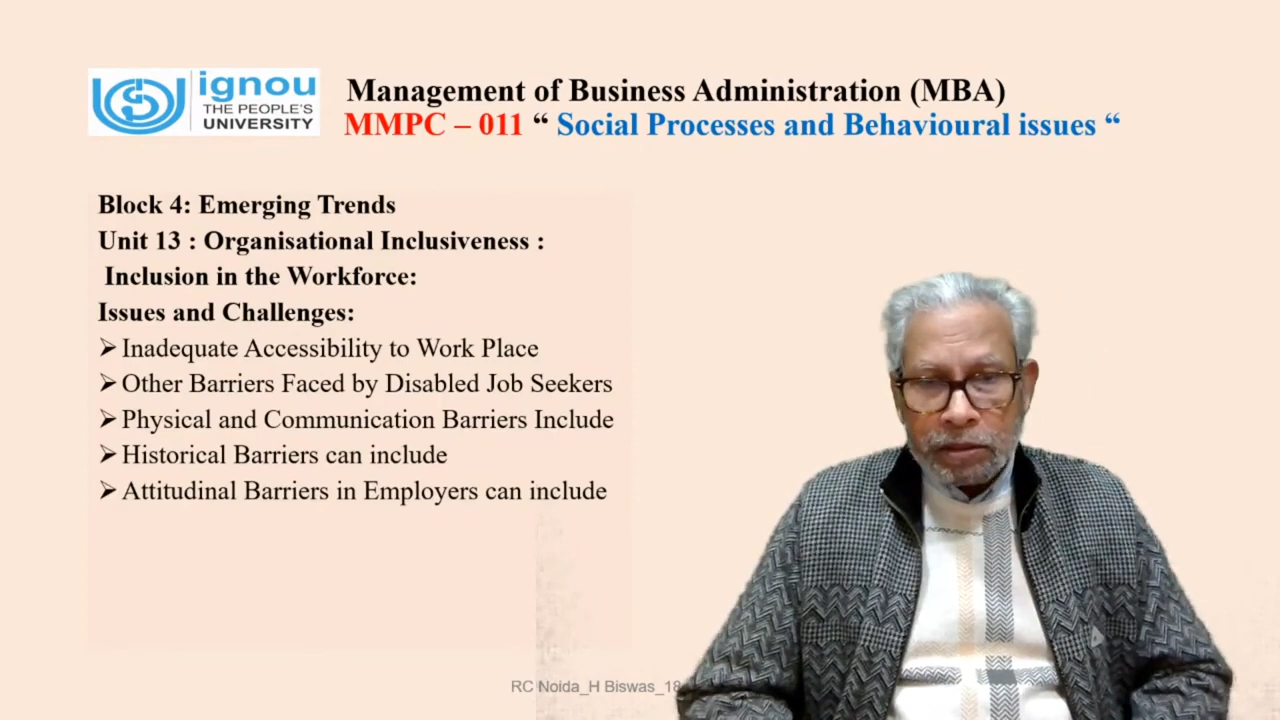 ignou
THE PEOPLE'S
UNIVERSITY
Management of Business Administration (MBA)
MMPC – 011 “ Social Processes and Behavioural issues “
Block 4: Emerging Trends
Unit 13 : Organisational Inclusiveness :
Inclusion in the Workforce:
Issues and Challenges:
➢ Inadequate Accessibility to Work Place
➢ Other Barriers Faced by Disabled Job Seekers
➢ Physical and Communication Barriers Include
➢ Historical Barriers can include
➢ Attitudinal Barriers in Employers can include
RC Noida_H Biswas_18